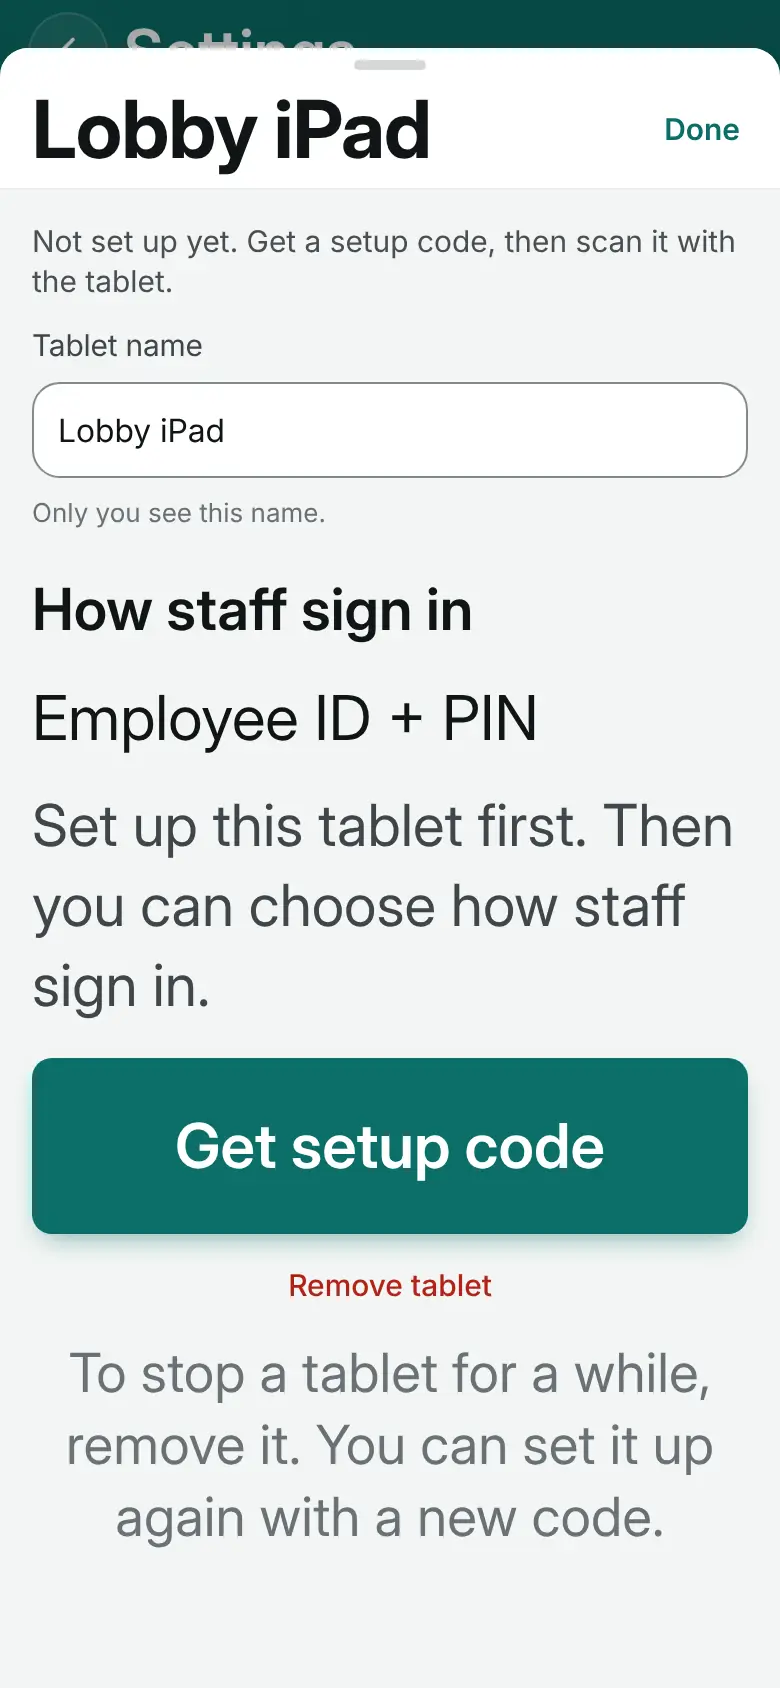 Settings
Lobby iPad
Done
Not set up yet. Get a setup code, then scan it with
the tablet.
Tablet name
Lobby iPad
Only you see this name.
How staff sign in
Employee ID + PIN
Set up this tablet first. Then
you can choose how staff
sign in.
Get setup code
Remove tablet
To stop a tablet for a while,
remove it. You can set it up
again with a new code.